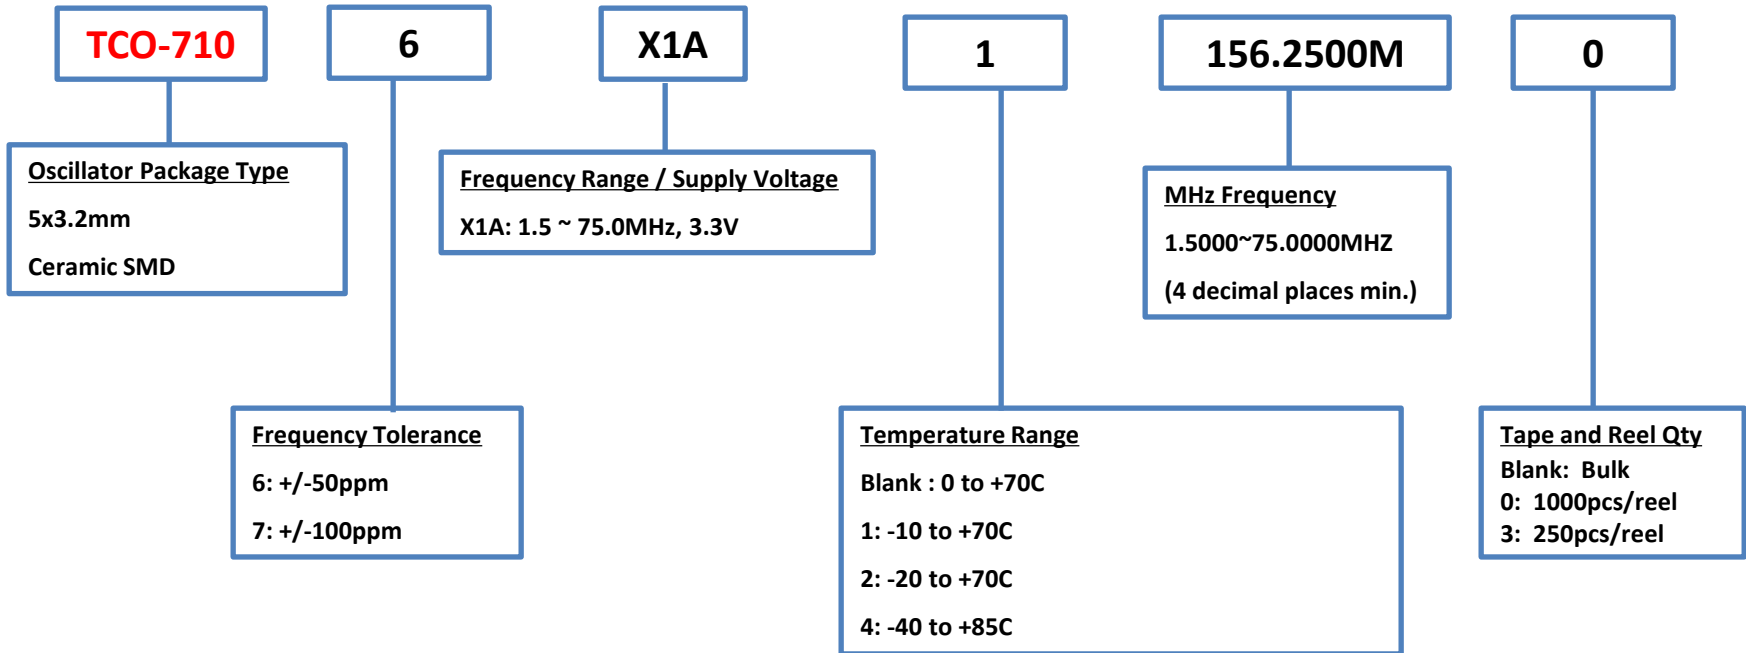 TCO-710
6
X1A
1
156.2500M
0
Oscillator Package Type
5x3.2mm
Ceramic SMD
Frequency Range / Supply Voltage
X1A: 1.5 ~ 75.0MHz, 3.3V
MHz Frequency
1.5000~75.0000MHZ
(4 decimal places min.)
Frequency Tolerance
6: +/-50ppm
7: +/-100ppm
Temperature Range
Blank : 0 to +70C
1: -10 to +70C
2: -20 to +70C
4: -40 to +85C
Tape and Reel Qty
Blank:  Bulk
0:  1000pcs/reel
3:  250pcs/reel